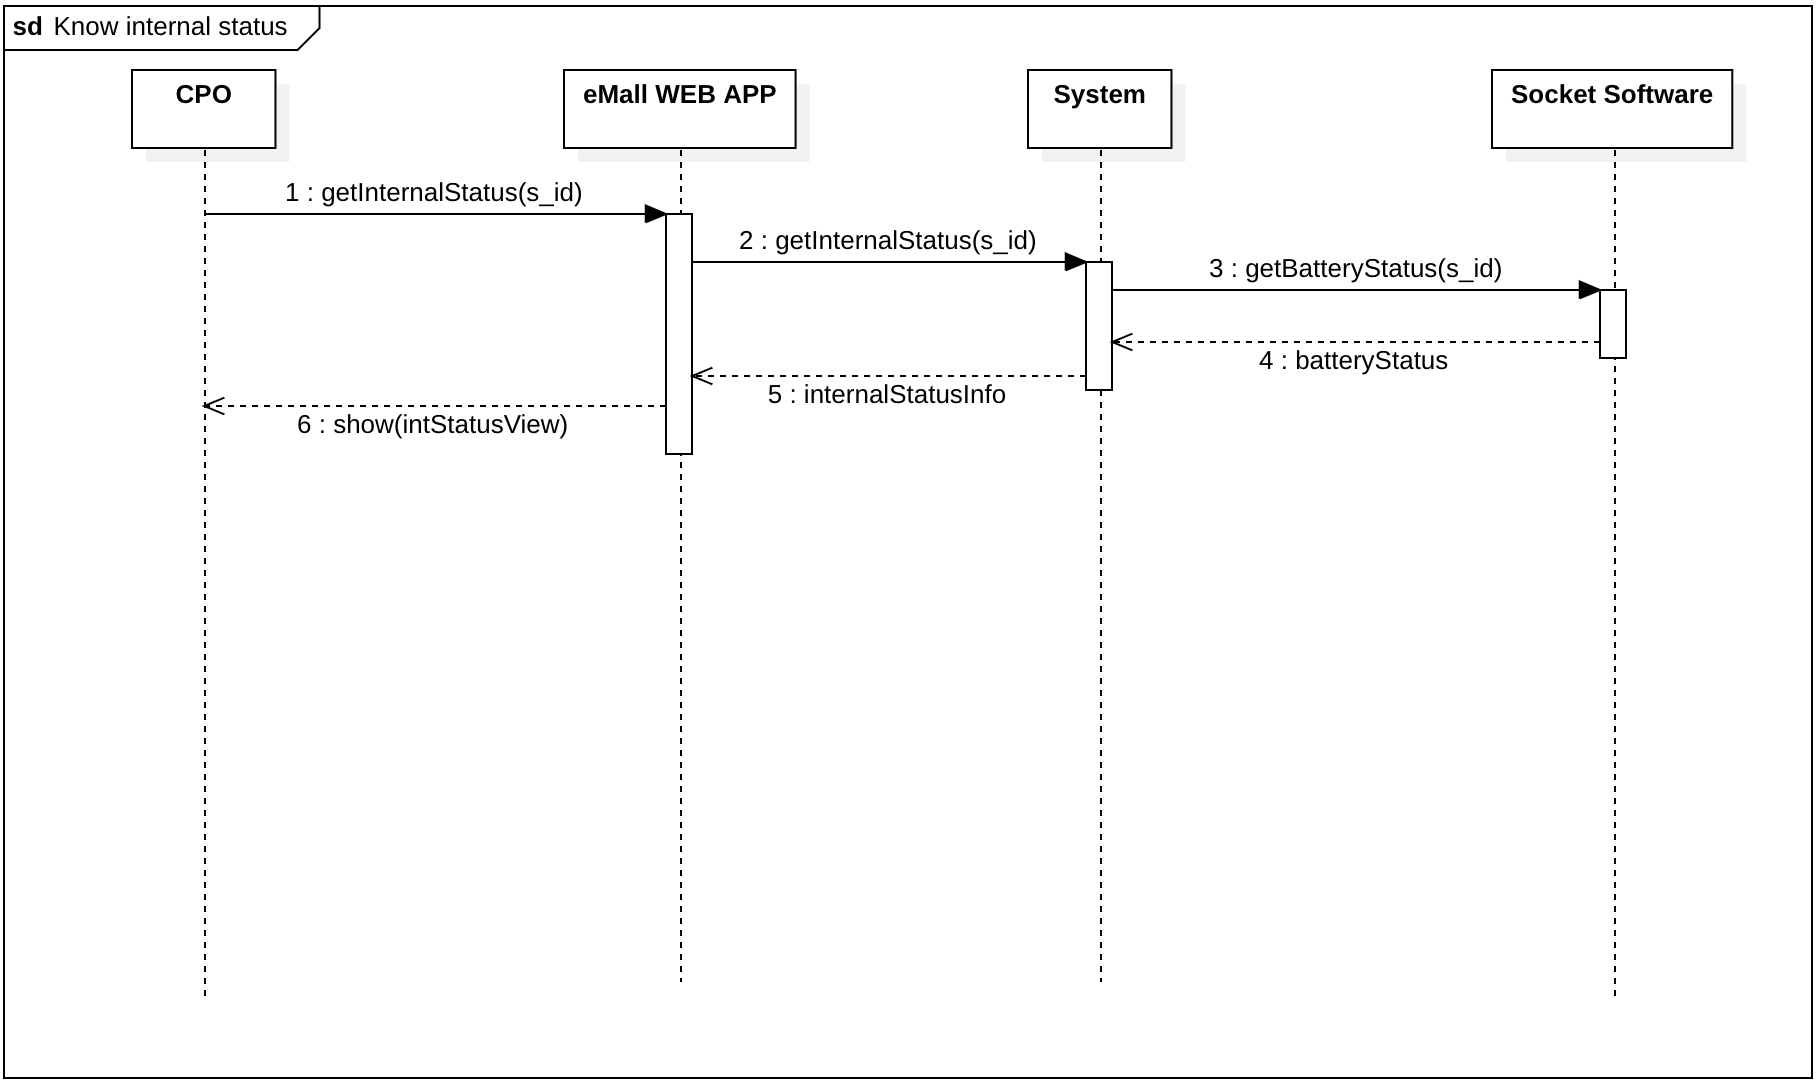 sd Know internal status
CPO
eMall WEB APP
System
Socket Software
1 : getInternalStatus(s_id)
2 : getInternalStatus(s_id)
3 : getBatteryStatus(s_id)
4 : batteryStatus
5 : internalStatusInfo
6 : show(intStatusView)